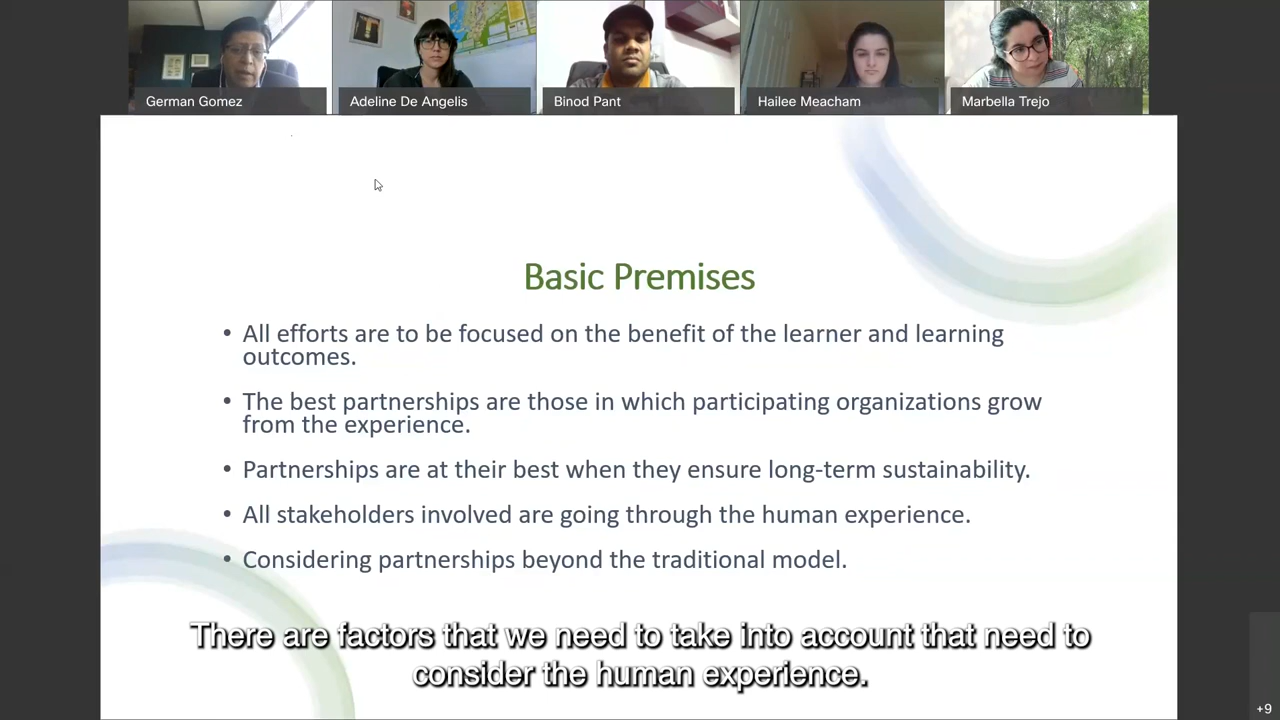 German Gomez
Adeline De Angelis
Binod Pant
Hailee Meacham
Marbella Trejo
Basic Premises
• All efforts are to be focused on the benefit of the learner and learning
outcomes.
• The best partnerships are those in which participating organizations grow
from the experience.
• Partnerships are at their best when they ensure long-term sustainability.
• All stakeholders involved are going through the human experience.
• Considering partnerships beyond the traditional model.
There are factors that we need to take into account that need to
consider the human experience.
+9